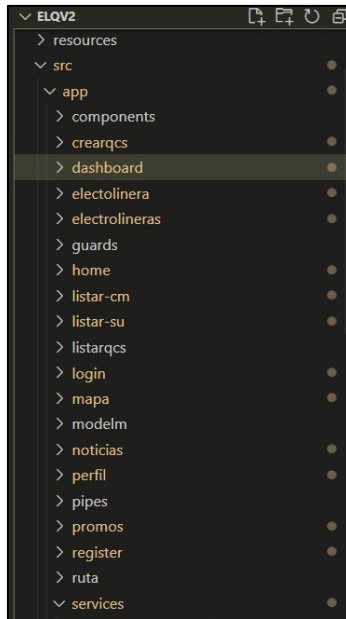 ELQV2
resources
src
app
components
crearqcs
dashboard
electolinera
electrolineras
guards
home
listar-cm
listar-su
listarqcs
login
mapa
modelm
noticias
perfil
pipes
promos
register
ruta
services